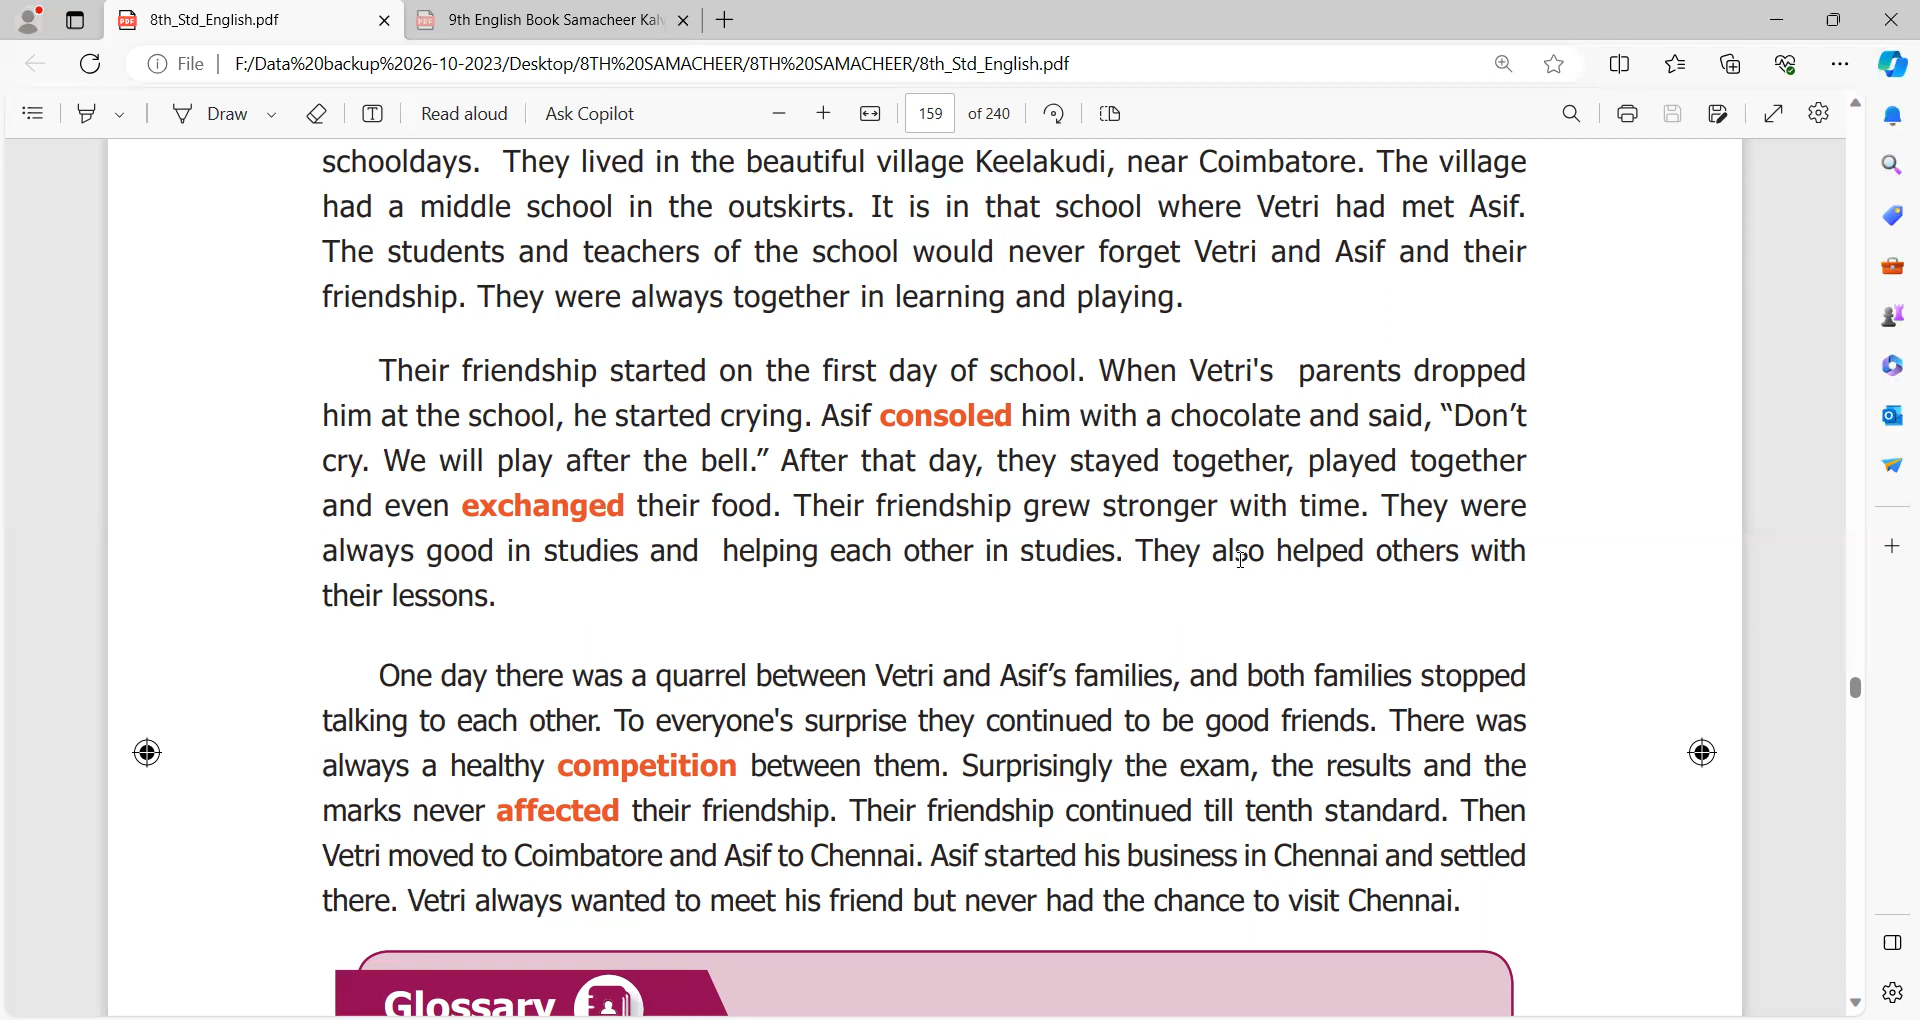 8th_Std_English.pdf
9th English Book Samacheer Kalv
File
F:/Data%20backup%2026-10-2023/Desktop/8TH%20SAMACHEER/8TH%20SAMACHEER/8th_Std_English.pdf
Draw
Read aloud
Ask Copilot
159 of 240
schooldays. They lived in the beautiful village Keelakudi, near Coimbatore. The village
had a middle school in the outskirts. It is in that school where Vetri had met Asif.
The students and teachers of the school would never forget Vetri and Asif and their
friendship. They were always together in learning and playing.
Their friendship started on the first day of school. When Vetri's parents dropped
him at the school, he started crying. Asif consoled him with a chocolate and said, “Don’t
cry. We will play after the bell.” After that day, they stayed together, played together
and even exchanged their food. Their friendship grew stronger with time. They were
always good in studies and helping each other in studies. They also helped others with
their lessons.
One day there was a quarrel between Vetri and Asif’s families, and both families stopped
talking to each other. To everyone's surprise they continued to be good friends. There was
always a healthy competition between them. Surprisingly the exam, the results and the
marks never affected their friendship. Their friendship continued till tenth standard. Then
Vetri moved to Coimbatore and Asif to Chennai. Asif started his business in Chennai and settled
there. Vetri always wanted to meet his friend but never had the chance to visit Chennai.
Glossary